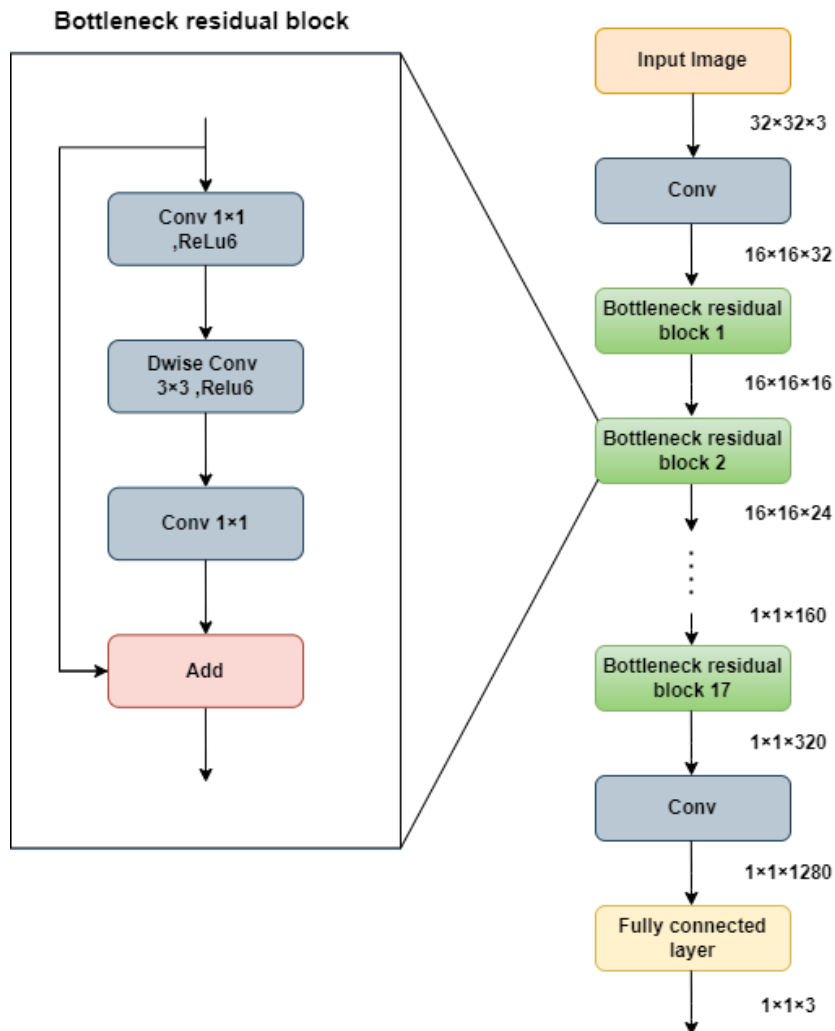 Bottleneck residual block
Conv 1×1
,ReLu6
Dwise Conv
3×3 ,Relu6
Conv 1×1
Add
Input Image
32×32×3
Conv
16×16×32
Bottleneck residual
block 1
16×16×16
Bottleneck residual
block 2
16×16×24
1×1×160
Bottleneck residual
block 17
1×1×320
Conv
1×1×1280
Fully connected
layer
1×1×3